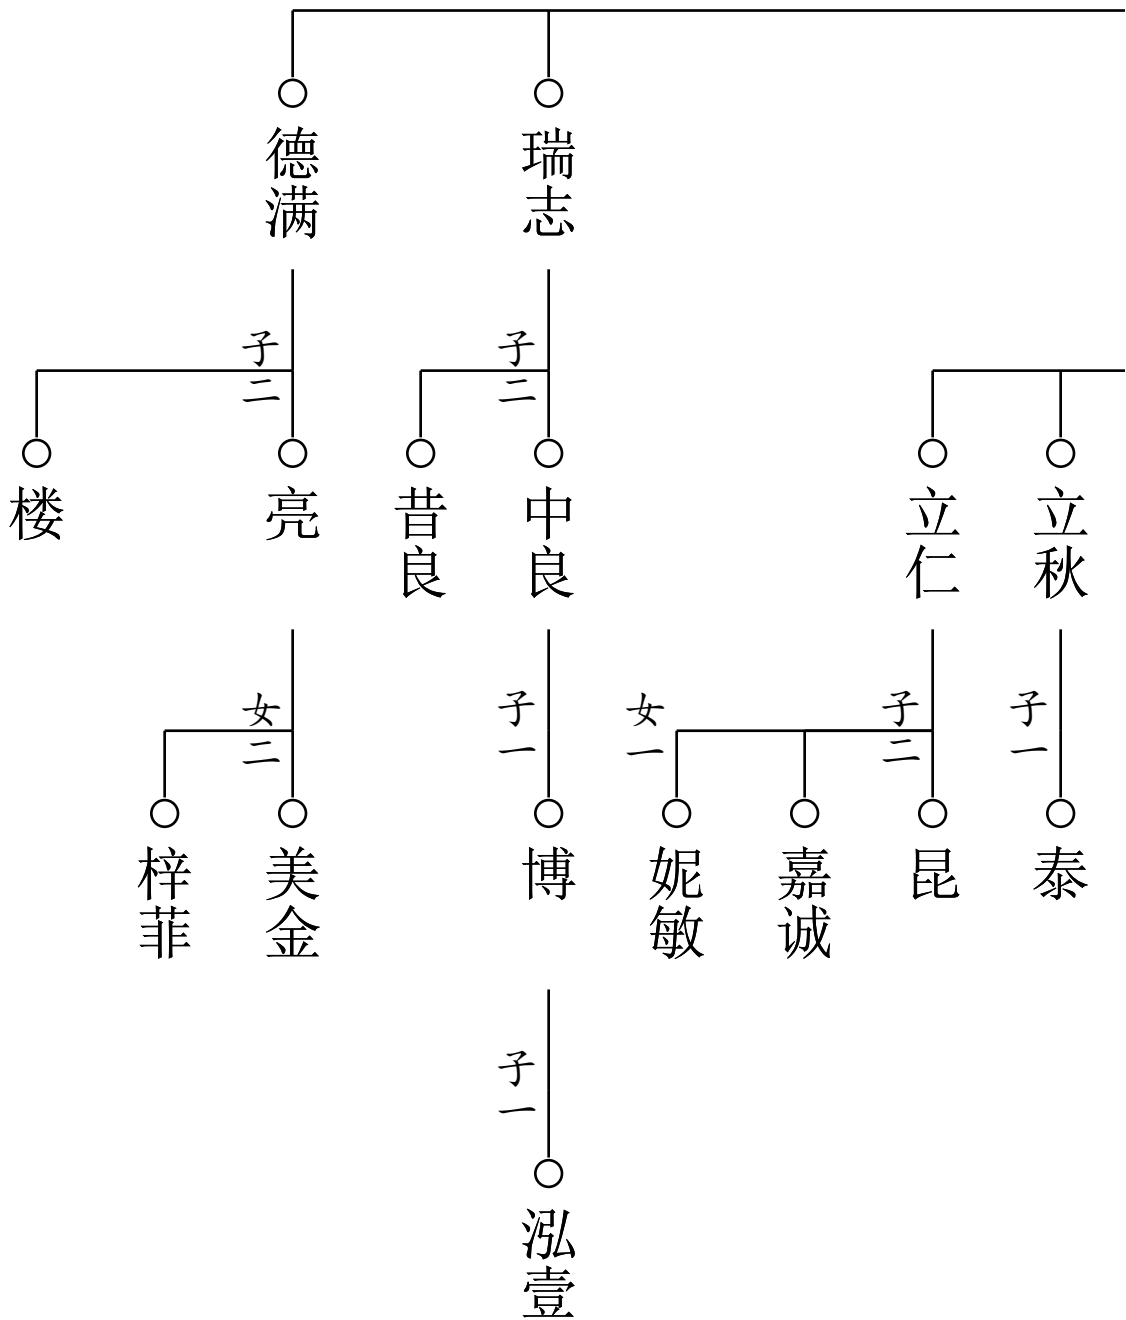 德满
瑞志
子二
子二
楼
亮
昔良
中良
立仁
立秋
女二
子一
女一
子二
子一
梓菲
美金
博
妮敏
嘉诚
昆
泰
子一
泓壹